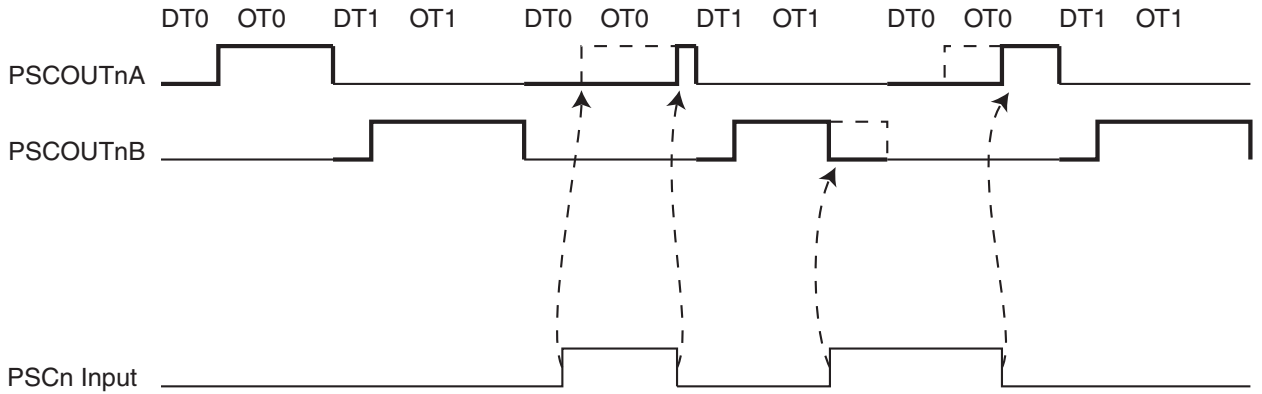 DT0 OT0 DT1 OT1 DT0 OT0 DT1 OT1 DT0 OT0 DT1 OT1
PSCOUTnA
PSCOUTnB
PSCn Input